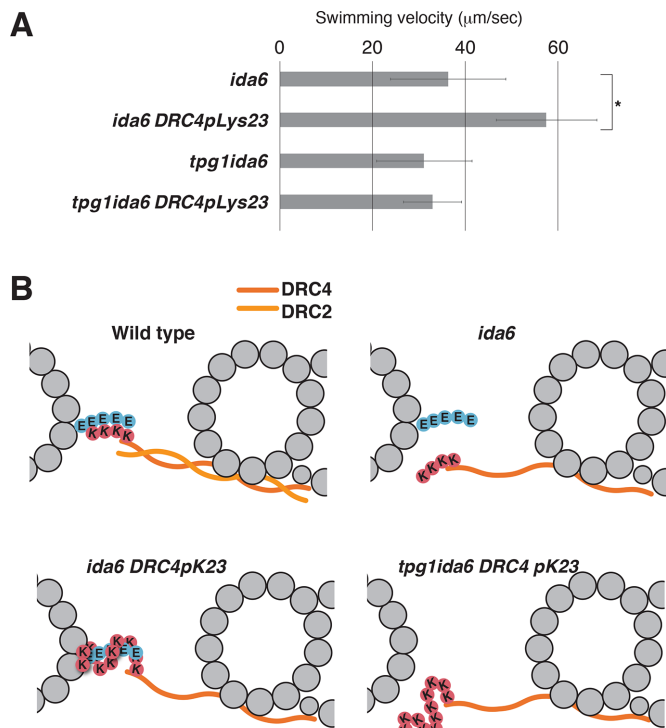 A
Swimming velocity (μm/sec)
0 20 40 60
ida6
ida6 DRC4pLys23
tpg1ida6
tpg1ida6 DRC4pLys23
*
B
DRC4
DRC2
Wild type
ida6
E E E E E
K K K K
E E E E E
K K K K
ida6 DRC4pK23
tpg1ida6 DRC4 pK23